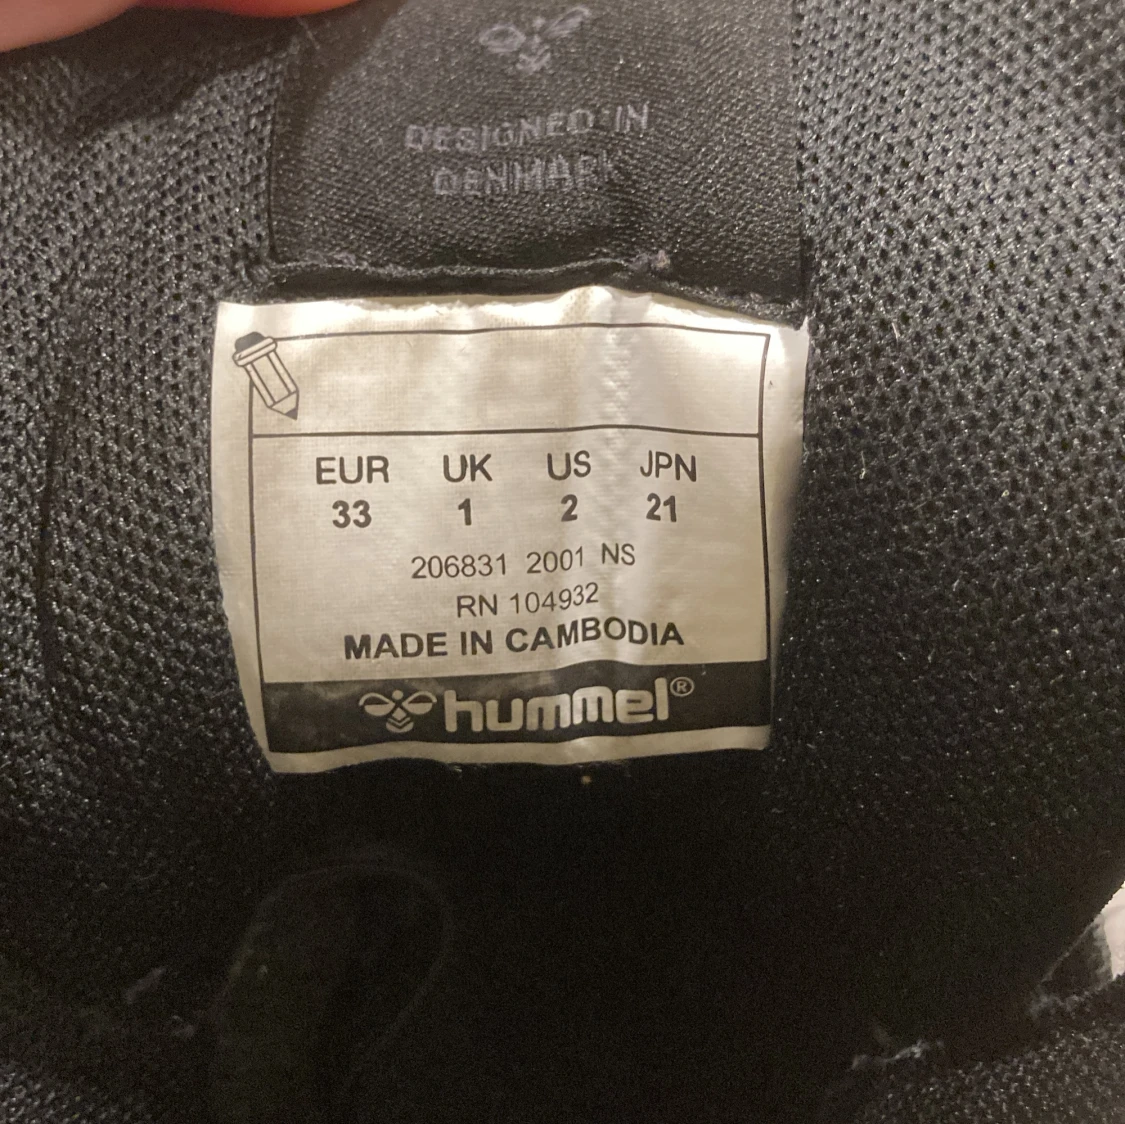 DESIGNED IN
DENMARK
EUR UK US JPN
33 1 2 21
206831 2001 NS
RN 104932
MADE IN CAMBODIA
hummel®